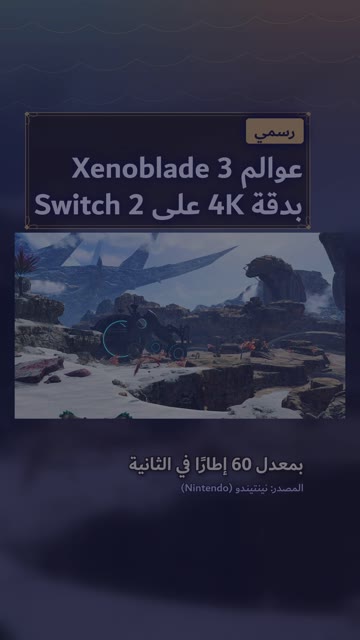 رسمي
عوالم Xenoblade 3
بدقة 4K على Switch 2
بمعدل 60 إطارًا في الثانية
المصدر: نينتيندو (Nintendo)